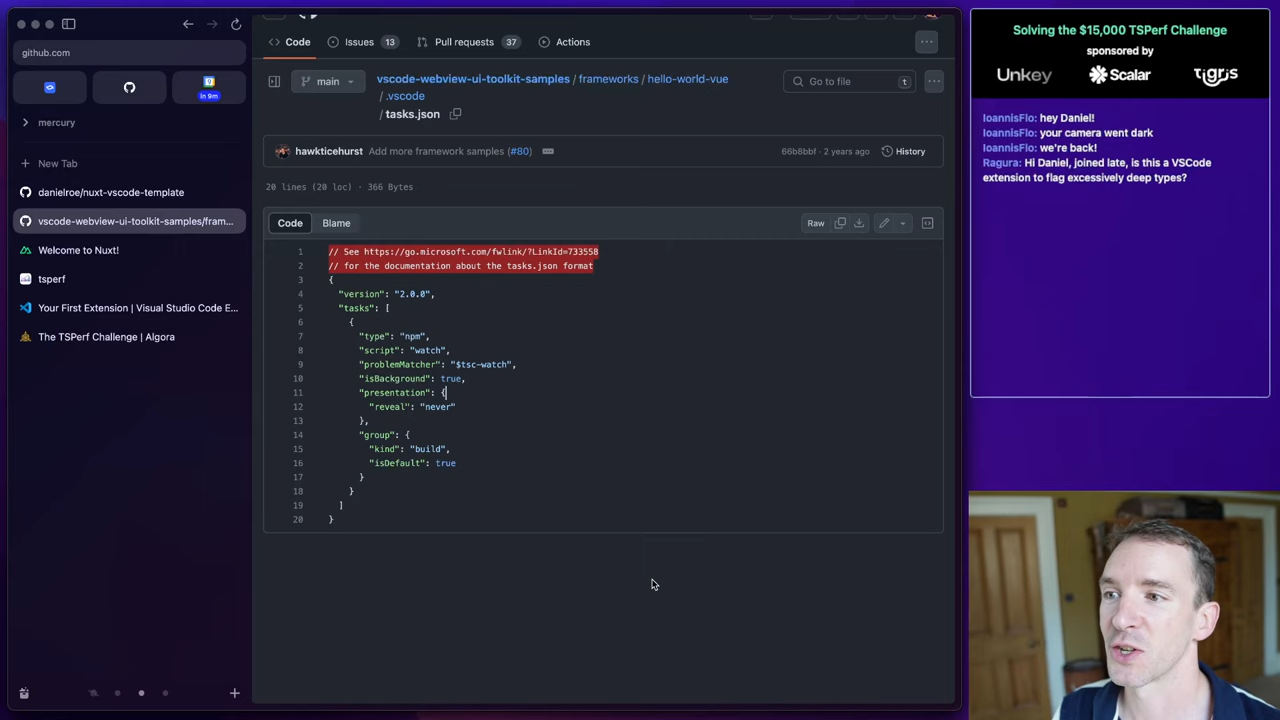 github.com
in 9m
mercury
New Tab
danielroe/nuxt-vscode-template
vscode-webview-ui-toolkit-samples/fram...
Welcome to Nuxt!
tsperf
Your First Extension | Visual Studio Code E...
The TSPerf Challenge | Algora
Code
Issues 13
Pull requests 37
Actions
main
vscode-webview-ui-toolkit-samples / frameworks / hello-world-vue
/ .vscode
/ tasks.json
Go to file t
hawkticehurst Add more framework samples (#80)
66b8bbf · 2 years ago
History
20 lines (20 loc) · 366 Bytes
Code Blame
Raw
1 // See https://go.microsoft.com/fwlink/?LinkId=733558
2 // for the documentation about the tasks.json format
3 {
4 "version": "2.0.0",
5 "tasks": [
6 {
7 "type": "npm",
8 "script": "watch",
9 "problemMatcher": "$tsc-watch",
10 "isBackground": true,
11 "presentation": {
12 "reveal": "never"
13 },
14 "group": {
15 "kind": "build",
16 "isDefault": true
17 }
18 }
19 ]
20 }
Solving the $15,000 TSPerf Challenge
sponsored by
Unkey Scalar tigris
IoannisFlo: hey Daniel!
IoannisFlo: your camera went dark
IoannisFlo: we're back!
Ragura: Hi Daniel, joined late, is this a VSCode
extension to flag excessively deep types?